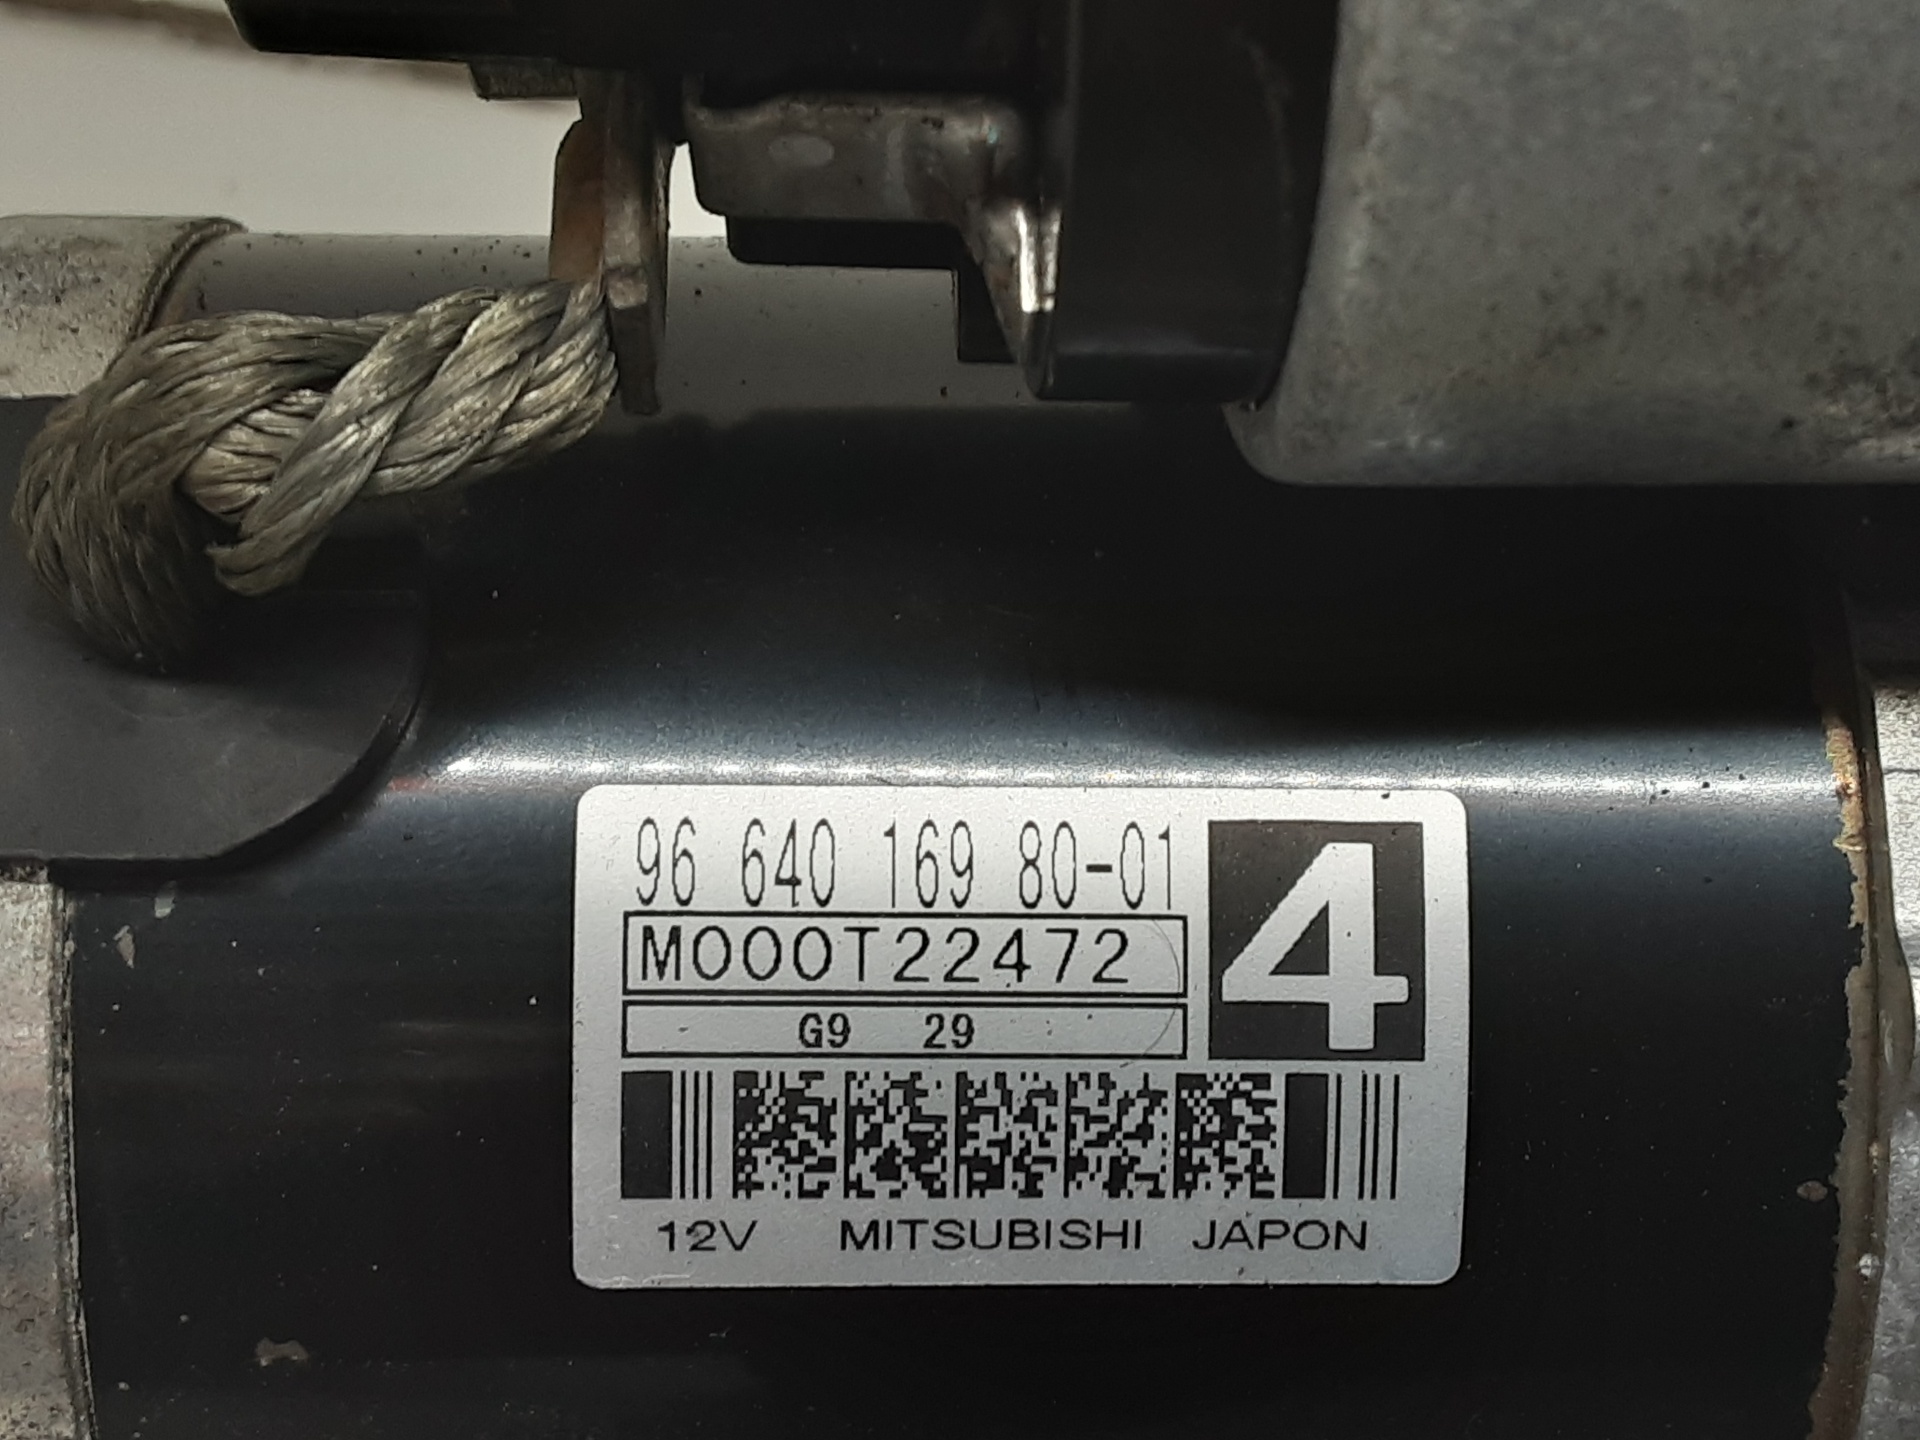 96 640 169 80-01
4
M000T22472
G9 29
12V MITSUBISHI JAPON